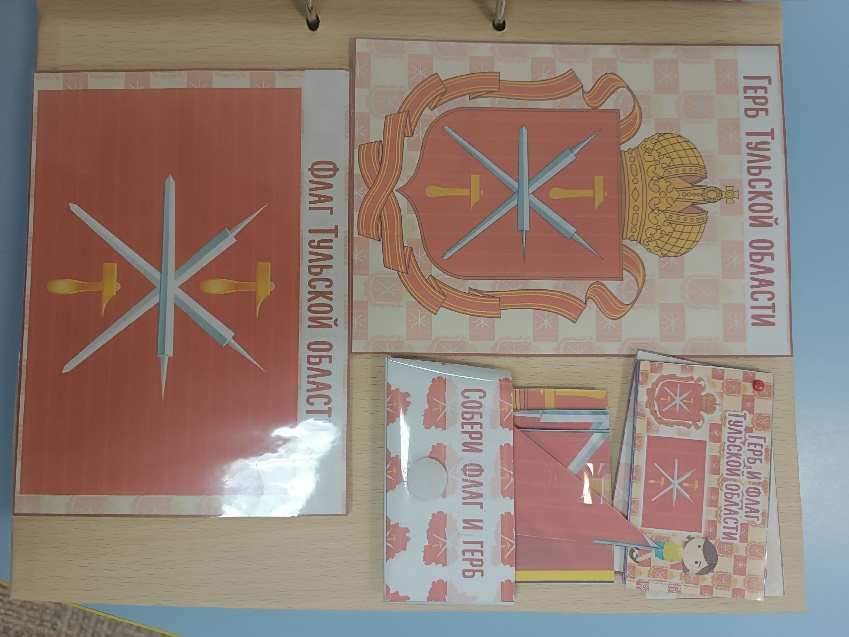 Герб Тульской области
Флаг Тульской област
Собери флаг и герб
Герб и флаг
Тульской области